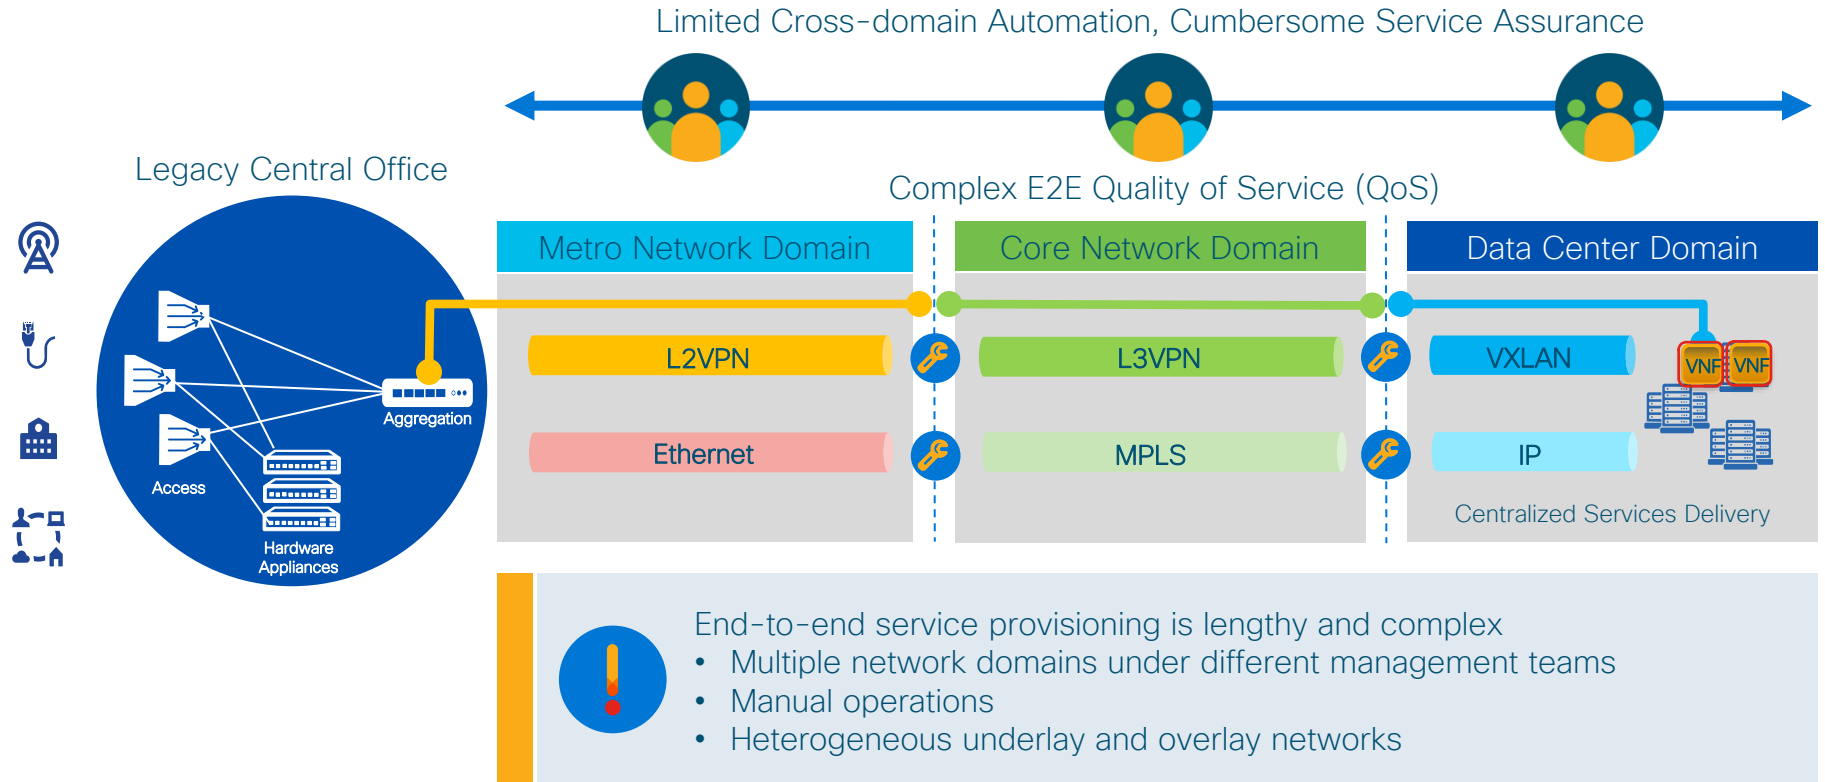 Limited Cross-domain Automation, Cumbersome Service Assurance
Legacy Central Office
Complex E2E Quality of Service (QoS)
Metro Network Domain
Core Network Domain
Data Center Domain
L2VPN
L3VPN
VXLAN
VNF
VNF
Aggregation
Ethernet
MPLS
IP
Access
Centralized Services Delivery
Hardware
Appliances
End-to-end service provisioning is lengthy and complex
• Multiple network domains under different management teams
• Manual operations
• Heterogeneous underlay and overlay networks